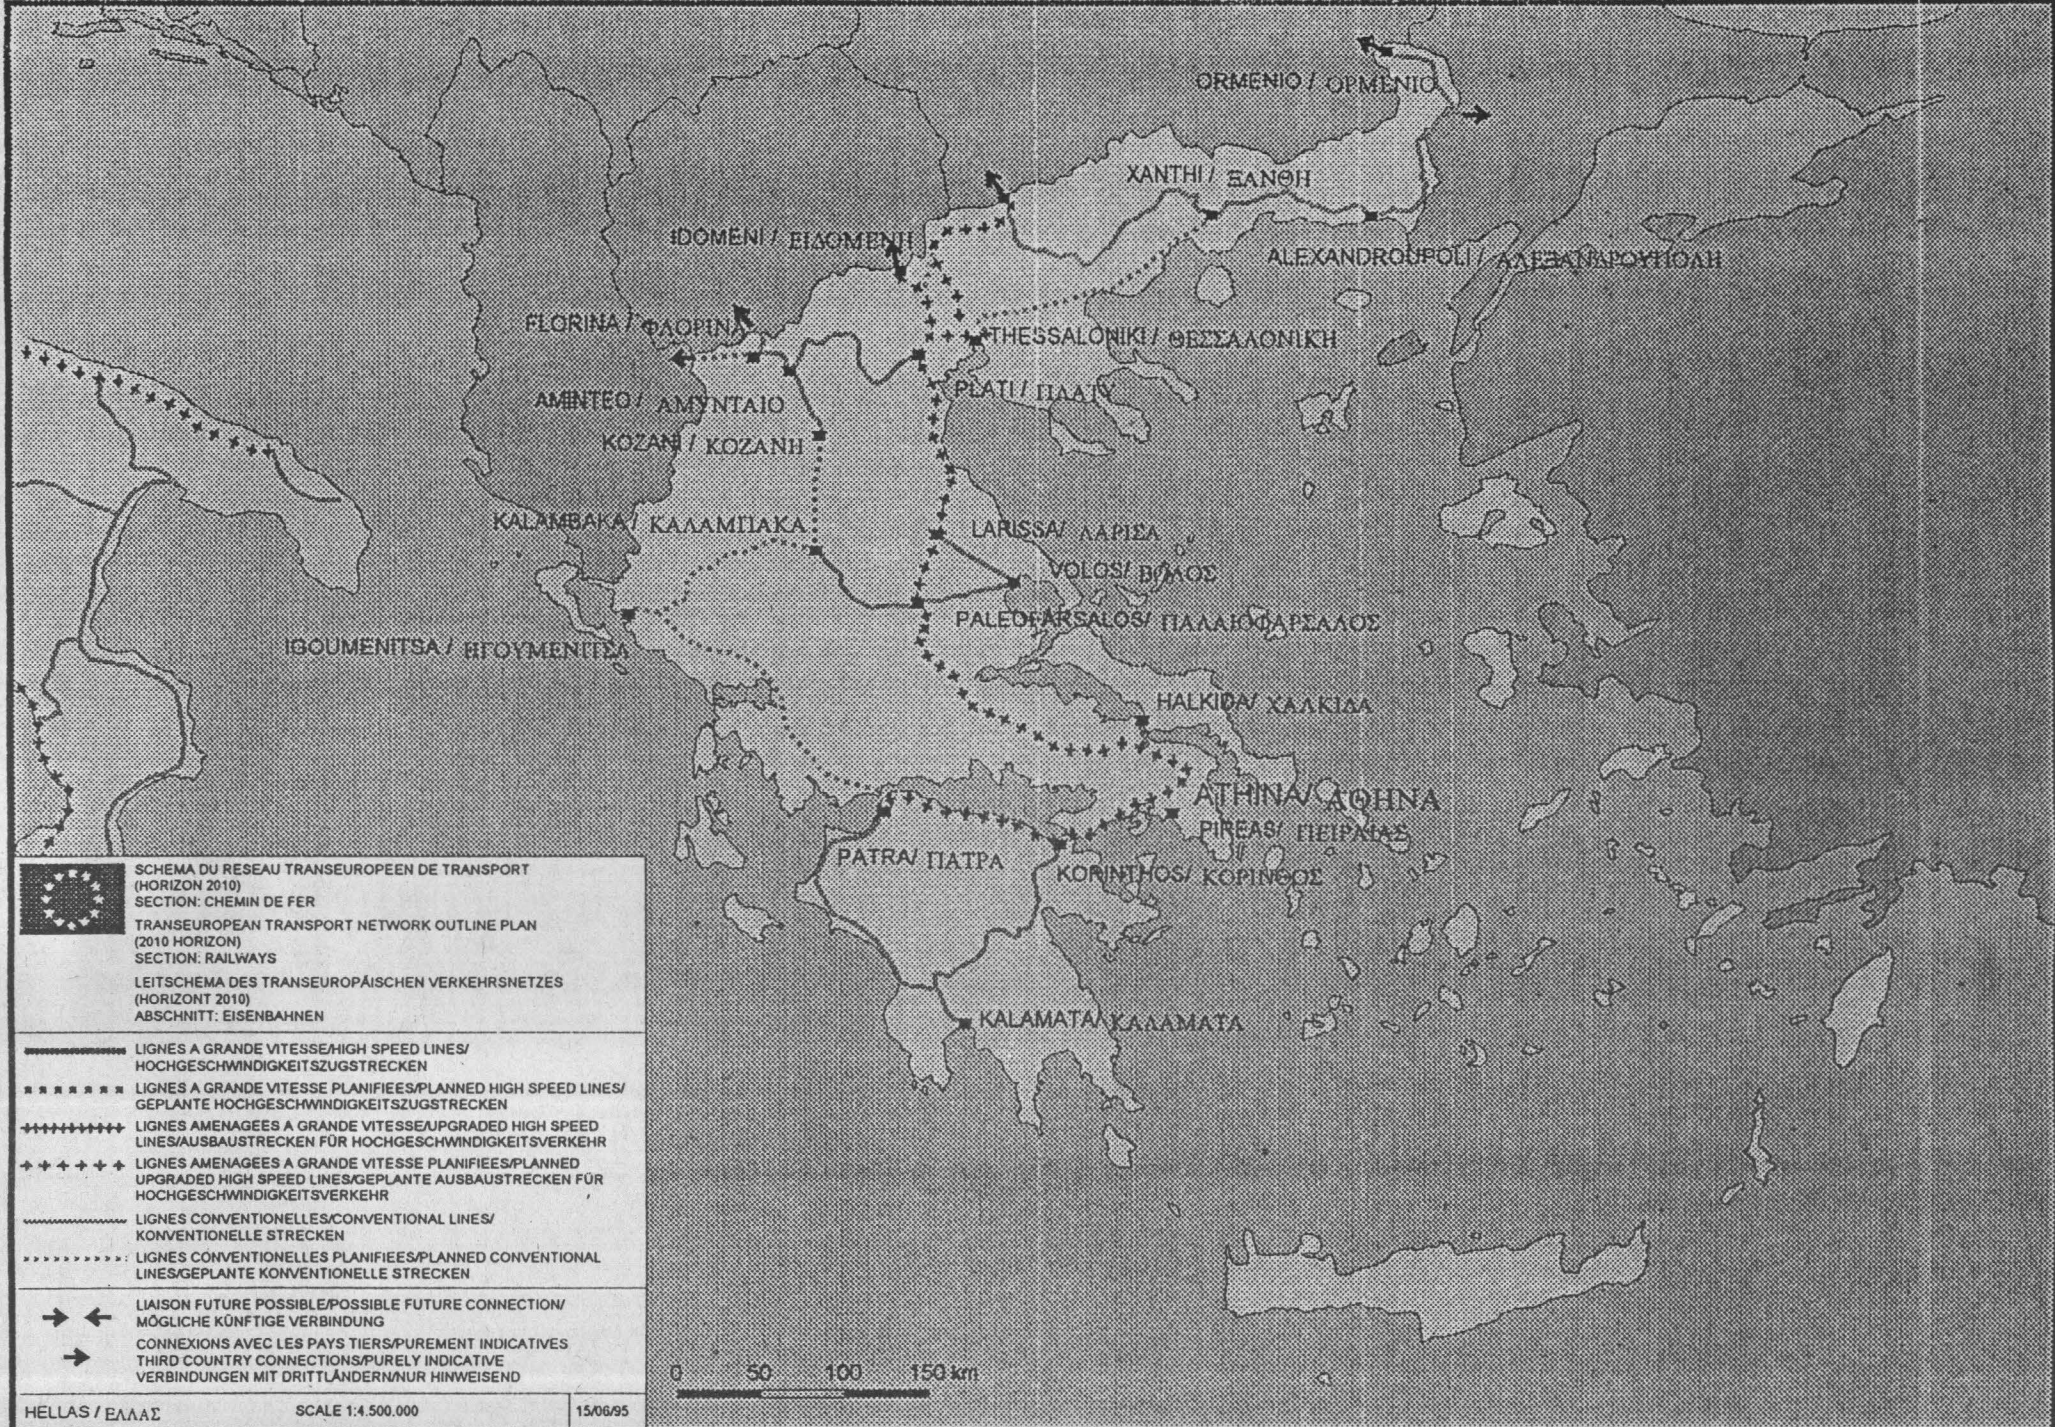 ORMENIO / ΟΡΜΕΝΙΟ
XANTHI / ΞΑΝΘΗ
IDOMENI / ΕΙΔΟΜΕΝΗ
ALEXANDROUPOLI / ΑΛΕΞΑΝΔΡΟΥΠΟΛΗ
FLORINA / ΦΛΟΡΙΝΑ
THESSALONIKI / ΘΕΣΣΑΛΟΝΙΚΗ
PLATI / ΠΛΑΤΥ
AMINTEO / ΑΜΥΝΤΑΙΟ
KOZANI / ΚΟΖΑΝΗ
KALAMBAKA / ΚΑΛΑΜΠΑΚΑ
LARISSA/ ΛΑΡΙΣΑ
VOLOS/ ΒΟΛΟΣ
PALEOFARSALOS/ ΠΑΛΑΙΟΦΑΡΣΑΛΟΣ
IGOUMENITSA / ΗΓΟΥΜΕΝΙΤΣΑ
HALKIDA/ ΧΑΛΚΙΔΑ
ATHINA/ ΑΘΗΝΑ
PIREAS/ ΠΕΙΡΑΙΑΣ
PATRA/ ΠΑΤΡΑ
KORINTHOS/ ΚΟΡΙΝΘΟΣ
KALAMATA/ ΚΑΛΑΜΑΤΑ
SCHEMA DU RESEAU TRANSEUROPEEN DE TRANSPORT
(HORIZON 2010)
SECTION: CHEMIN DE FER
TRANSEUROPEAN TRANSPORT NETWORK OUTLINE PLAN
(2010 HORIZON)
SECTION: RAILWAYS
LEITSCHEMA DES TRANSEUROPÄISCHEN VERKEHRSNETZES
(HORIZONT 2010)
ABSCHNITT: EISENBAHNEN
LIGNES A GRANDE VITESSE/HIGH SPEED LINES/
HOCHGESCHWINDIGKEITSZUGSTRECKEN
LIGNES A GRANDE VITESSE PLANIFIEES/PLANNED HIGH SPEED LINES/
GEPLANTE HOCHGESCHWINDIGKEITSZUGSTRECKEN
LIGNES AMENAGEES A GRANDE VITESSE/UPGRADED HIGH SPEED
LINES/AUSBAUSTRECKEN FÜR HOCHGESCHWINDIGKEITSVERKEHR
LIGNES AMENAGEES A GRANDE VITESSE PLANIFIEES/PLANNED
UPGRADED HIGH SPEED LINES/GEPLANTE AUSBAUSTRECKEN FÜR
HOCHGESCHWINDIGKEITSVERKEHR
LIGNES CONVENTIONELLES/CONVENTIONAL LINES/
KONVENTIONELLE STRECKEN
LIGNES CONVENTIONELLES PLANIFIEES/PLANNED CONVENTIONAL
LINES/GEPLANTE KONVENTIONELLE STRECKEN
LIAISON FUTURE POSSIBLE/POSSIBLE FUTURE CONNECTION/
MÖGLICHE KÜNFTIGE VERBINDUNG
CONNEXIONS AVEC LES PAYS TIERS/PUREMENT INDICATIVES
THIRD COUNTRY CONNECTIONS/PURELY INDICATIVE
VERBINDUNGEN MIT DRITTLÄNDERN/NUR HINWEISEND
0 50 100 150 km
HELLAS / ΕΛΛΑΣ SCALE 1:4.500.000 15/06/95